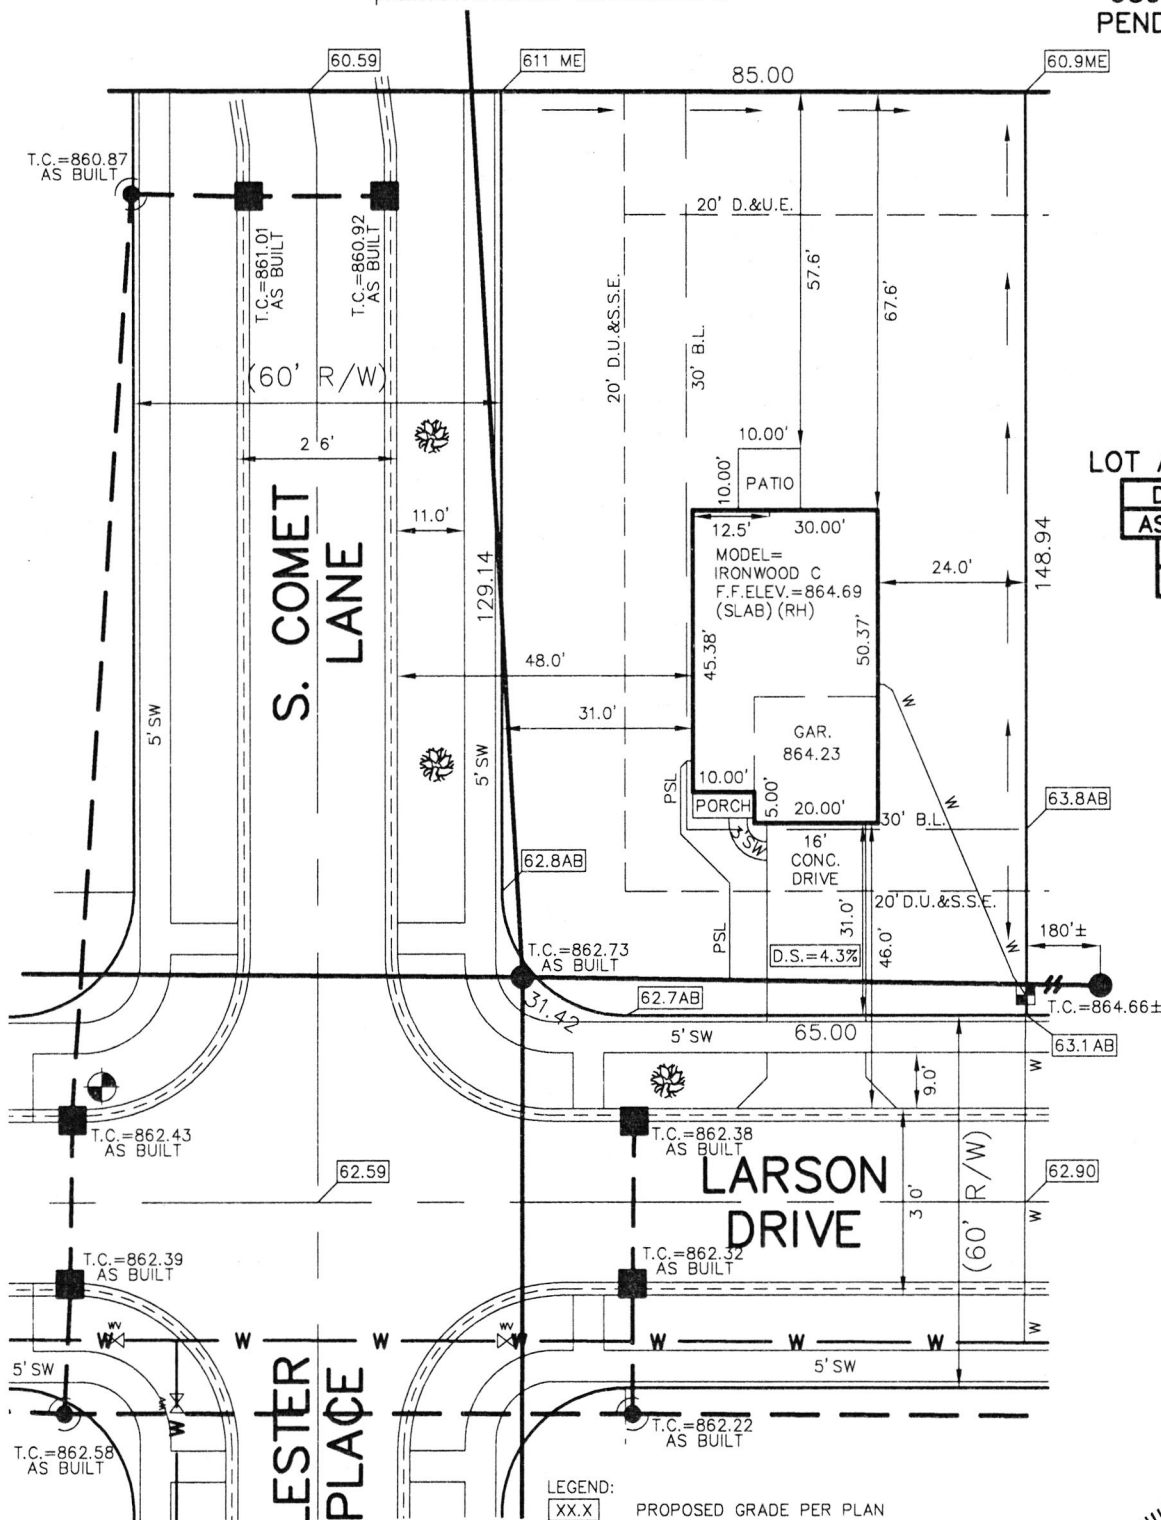 PEND
60.59
611 ME
85.00
60.9ME
T.C.=860.87
AS BUILT
20' D.&U.E.
T.C.=861.01
AS BUILT
T.C.=860.92
AS BUILT
57.6'
67.6'
20' D.U.&S.S.E.
30' B.L.
(60' R/W)
2 6'
10.00'
10.00'
PATIO
LOT
11.0'
12.5'
30.00'
S. COMET
LANE
129.14
MODEL=
IRONWOOD C
F.F.ELEV.=864.69
(SLAB) (RH)
24.0'
148.94
45.38'
50.37'
48.0'
31.0'
5' SW
5' SW
GAR.
864.23
W
PSL
10.00'
PORCH
5.00'
20.00'
30' B.L.
W
63.8AB
3'SW
16'
CONC.
DRIVE
62.8AB
20' D.U.&S.S.E.
PSL
31.0'
46.0'
D.S.=4.3%
W
180'±
T.C.=862.73
AS BUILT
31.42
62.7AB
T.C.=864.66±
65.00
5' SW
63.1 AB
W
9.0'
T.C.=862.43
AS BUILT
T.C.=862.38
AS BUILT
LARSON
DRIVE
3 0'
(60' R/W)
62.59
62.90
W
T.C.=862.39
AS BUILT
T.C.=862.32
AS BUILT
W
WV
W
W
WV
W
W
W
W
W
5' SW
5' SW
WV
W
LESTER
PLACE
T.C.=862.58
AS BUILT
T.C.=862.22
AS BUILT
LEGEND:
XX.X PROPOSED GRADE PER PLAN